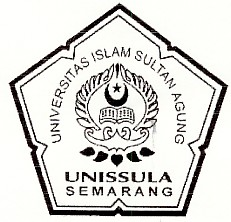 UNIVERSITAS ISLAM SULTAN AGUNG
UNISSULA
SEMARANG